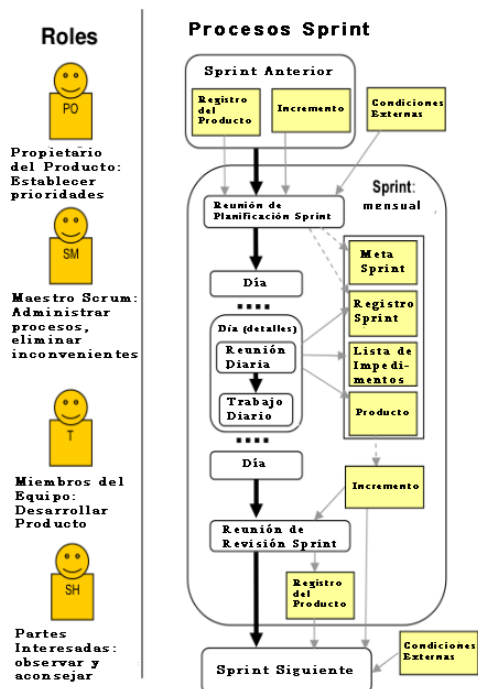 Roles
PO
Propietario
del Producto:
Establecer
prioridades
SM
Maestro Scrum:
Administrar
procesos,
eliminar
inconvenientes
T
Miembros del
Equipo:
Desarrollar
Producto
SH
Partes
Interesadas:
observar y
aconsejar
Procesos Sprint
Sprint Anterior
Registro
del
Producto
Incremento
Condiciones
Externas
Sprint:
mensual
Reunión de
Planificación Sprint
Meta
Sprint
Día
....
Registro
Sprint
Día (detalles)
Reunión
Diaria
Lista de
Impedi-
mentos
Trabajo
Diario
Producto
....
Día
Incremento
Reunión de
Revisión Sprint
Registro
del
Producto
Condiciones
Externas
Sprint Siguiente